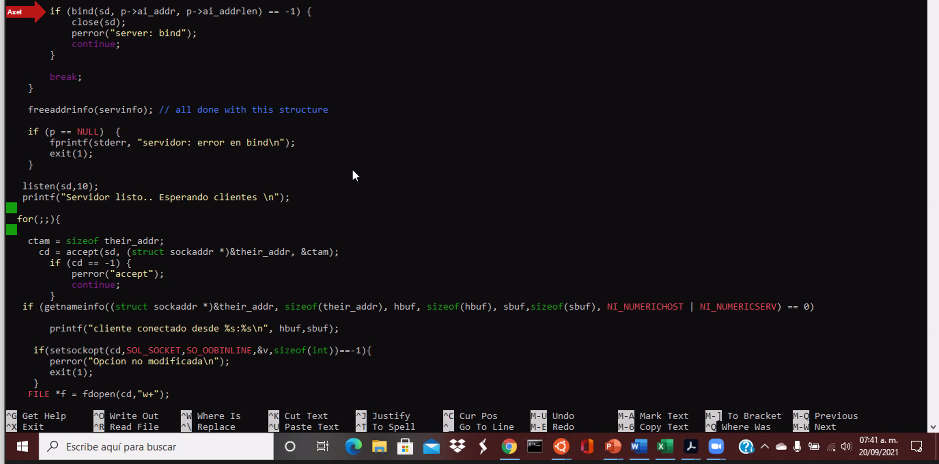 Axel
if (bind(sd, p->ai_addr, p->ai_addrlen) == -1) {
close(sd);
perror("server: bind");
continue;
}
break;
}
freeaddrinfo(servinfo); // all done with this structure
if (p == NULL)  {
fprintf(stderr, "servidor: error en bind\n");
exit(1);
}
listen(sd,10);
printf("Servidor listo.. Esperando clientes \n");
for(;;){
ctam = sizeof their_addr;
cd = accept(sd, (struct sockaddr *)&their_addr, &ctam);
if (cd == -1) {
perror("accept");
continue;
}
if (getnameinfo((struct sockaddr *)&their_addr, sizeof(their_addr), hbuf, sizeof(hbuf), sbuf,sizeof(sbuf), NI_NUMERICHOST | NI_NUMERICSERV) == 0)
printf("cliente conectado desde %s:%s\n", hbuf,sbuf);
if(setsockopt(cd,SOL_SOCKET,SO_OOBINLINE,&v,sizeof(int))==-1){
perror("Opcion no modificada\n");
exit(1);
}
FILE *f = fdopen(cd,"w+");
^G Get Help ^O Write Out ^W Where Is ^K Cut Text ^J Justify ^C Cur Pos M-U Undo M-A Mark Text M-] To Bracket M-Q Previous
^X Exit ^R Read File ^\ Replace ^U Paste Text ^T To Spell ^_ Go To Line M-E Redo M-6 Copy Text ^Q Where Was M-W Next
Escribe aquí para buscar
07:41 a. m.
20/09/2021